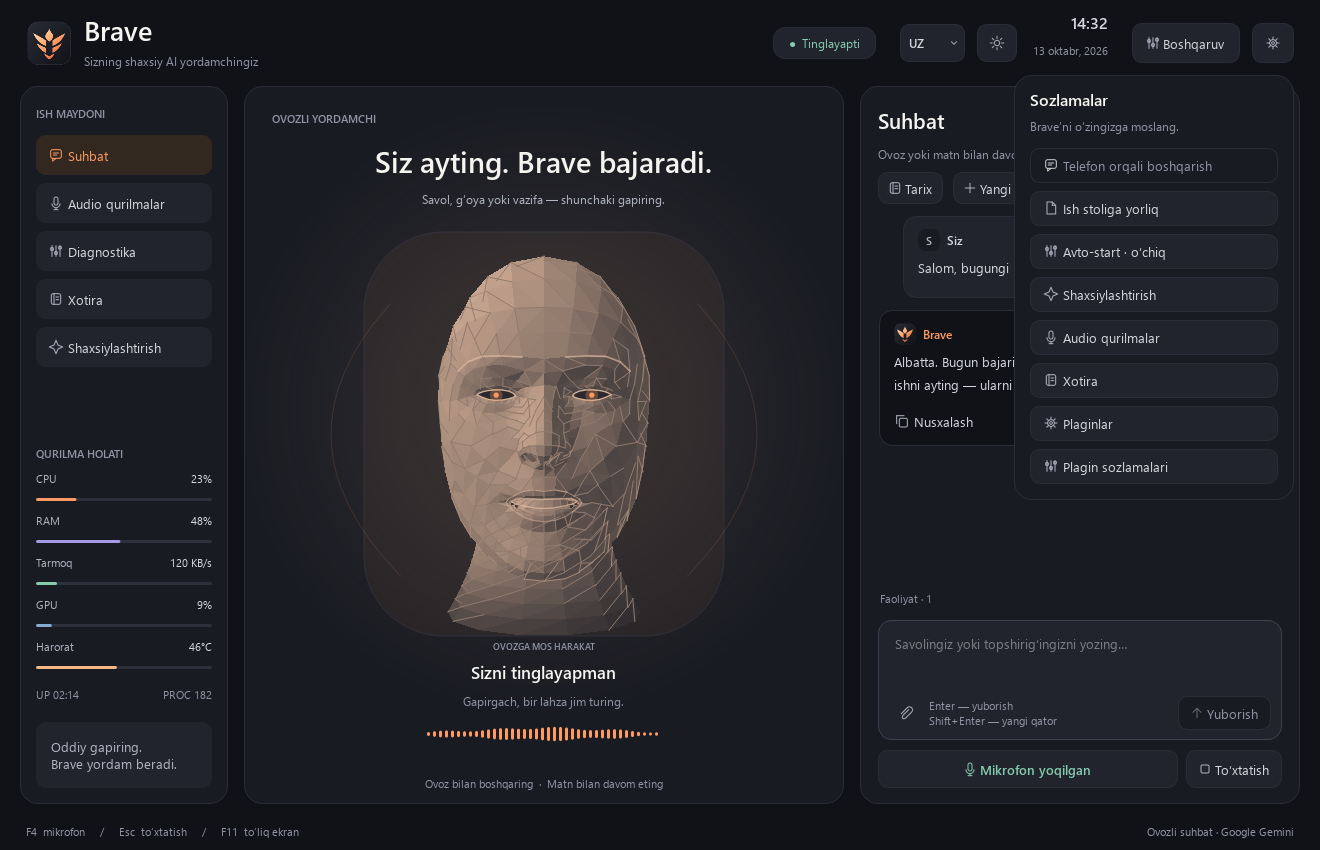 Brave
Sizning shaxsiy AI yordamchingiz
Tinglayapti
UZ
14:32
13 oktabr, 2026
Boshqaruv
ISH MAYDONI
Suhbat
Audio qurilmalar
Diagnostika
Xotira
Shaxsiylashtirish
QURILMA HOLATI
CPU 23%
RAM 48%
Tarmoq 120 KB/s
GPU 9%
Harorat 46°C
UP 02:14 PROC 182
Oddiy gapiring.
Brave yordam beradi.
OVOZLI YORDAMCHI
Siz ayting. Brave bajaradi.
Savol, g‘oya yoki vazifa — shunchaki gapiring.
OVOZGA MOS HARAKAT
Sizni tinglayapman
Gapirgach, bir lahza jim turing.
Ovoz bilan boshqaring · Matn bilan davom eting
Suhbat
Ovoz yoki matn bilan davo
Tarix
Yangi
S Siz
Salom, bugungi
Brave
Albatta. Bugun bajari
ishni ayting — ularni
Nusxalash
Sozlamalar
Brave’ni o‘zingizga moslang.
Telefon orqali boshqarish
Ish stoliga yorliq
Avto-start · o‘chiq
Shaxsiylashtirish
Audio qurilmalar
Xotira
Plaginlar
Plagin sozlamalari
Faoliyat · 1
Savolingiz yoki topshirig‘ingizni yozing...
Enter — yuborish
Shift+Enter — yangi qator
Yuborish
Mikrofon yoqilgan
To‘xtatish
F4 mikrofon / Esc to‘xtatish / F11 to‘liq ekran
Ovozli suhbat · Google Gemini